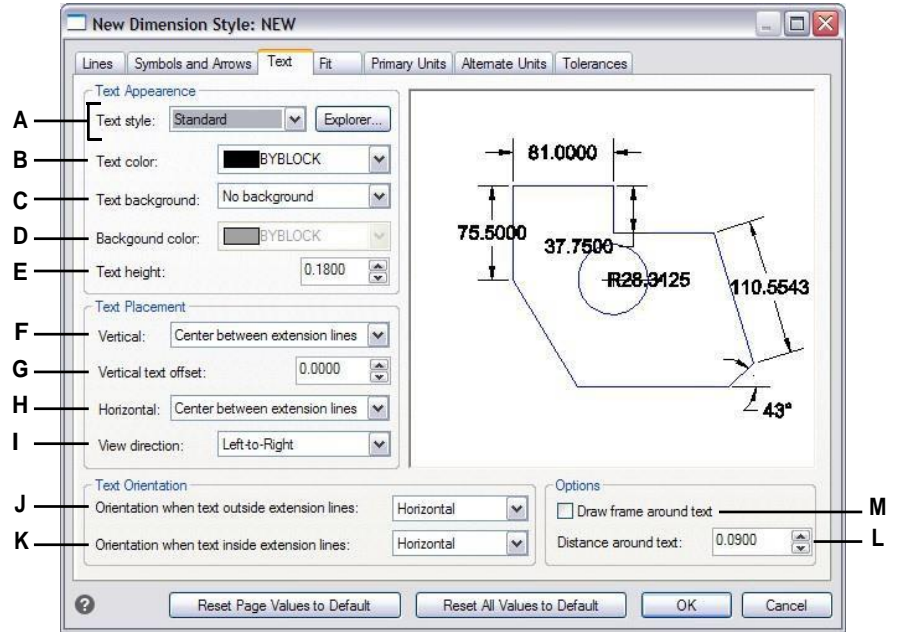 New Dimension Style: NEW
Lines Symbols and Arrows Text Fit Primary Units Alternate Units Tolerances
Text Appearence
A Text style: Standard Explorer...
B Text color: BYBLOCK
C Text background: No background
D Backgound color: BYBLOCK
E Text height: 0.1800
Text Placement
F Vertical: Center between extension lines
G Vertical text offset: 0.0000
H Horizontal: Center between extension lines
I View direction: Left-to-Right
81.0000
75.5000
37.7500
R28.3125
110.5543
43°
Text Orientation
J Orientation when text outside extension lines: Horizontal
K Orientation when text inside extension lines: Horizontal
Options
Draw frame around text M
Distance around text: 0.0900 L
? Reset Page Values to Default Reset All Values to Default OK Cancel